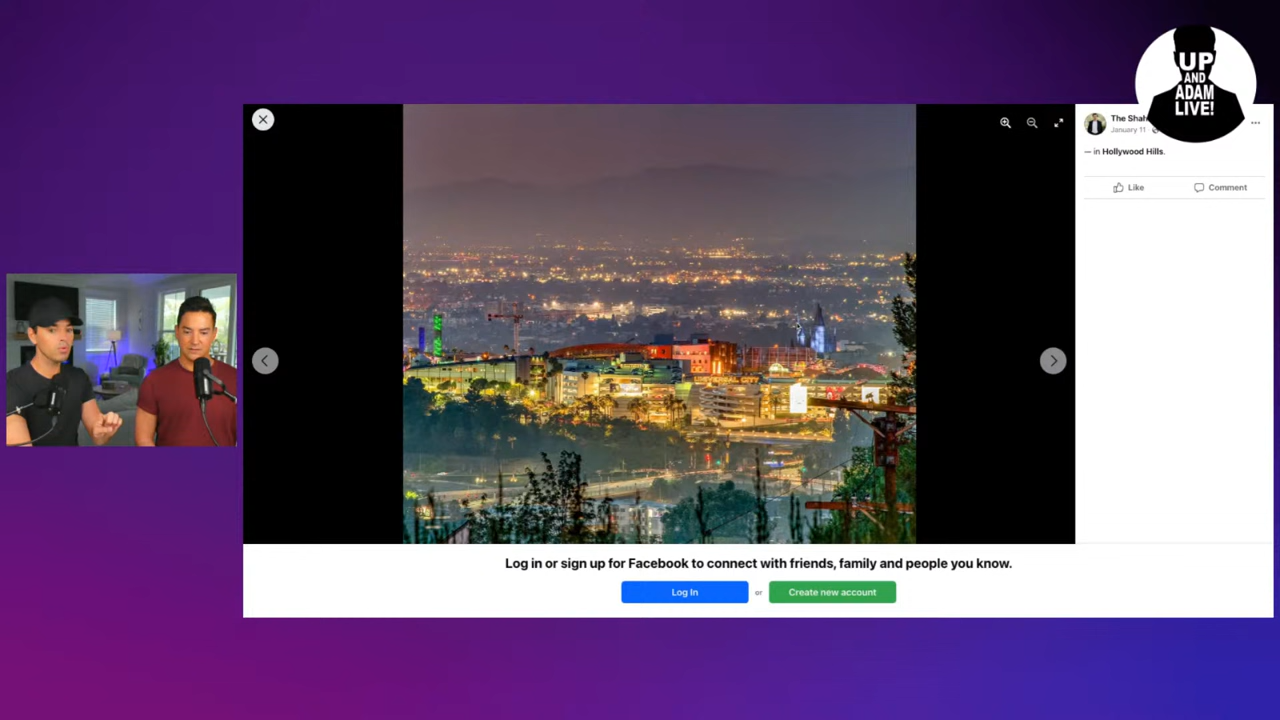 UP
AND
ADAM
LIVE!
The Shah
January 11
— in Hollywood Hills.
Like
Comment
Log in or sign up for Facebook to connect with friends, family and people you know.
Log In
or
Create new account